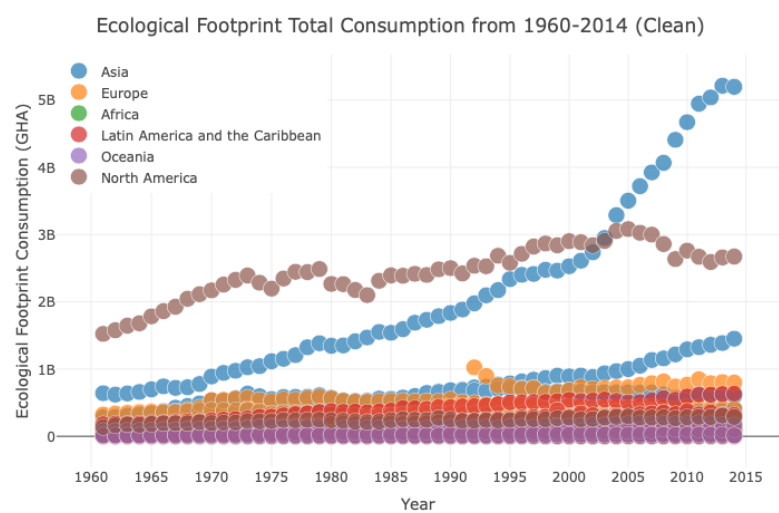 Ecological Footprint Total Consumption from 1960-2014 (Clean)
Asia
Europe
Africa
Latin America and the Caribbean
Oceania
North America
Ecological Footprint Consumption (GHA)
5B
4B
3B
2B
1B
0
1960 1965 1970 1975 1980 1985 1990 1995 2000 2005 2010 2015
Year